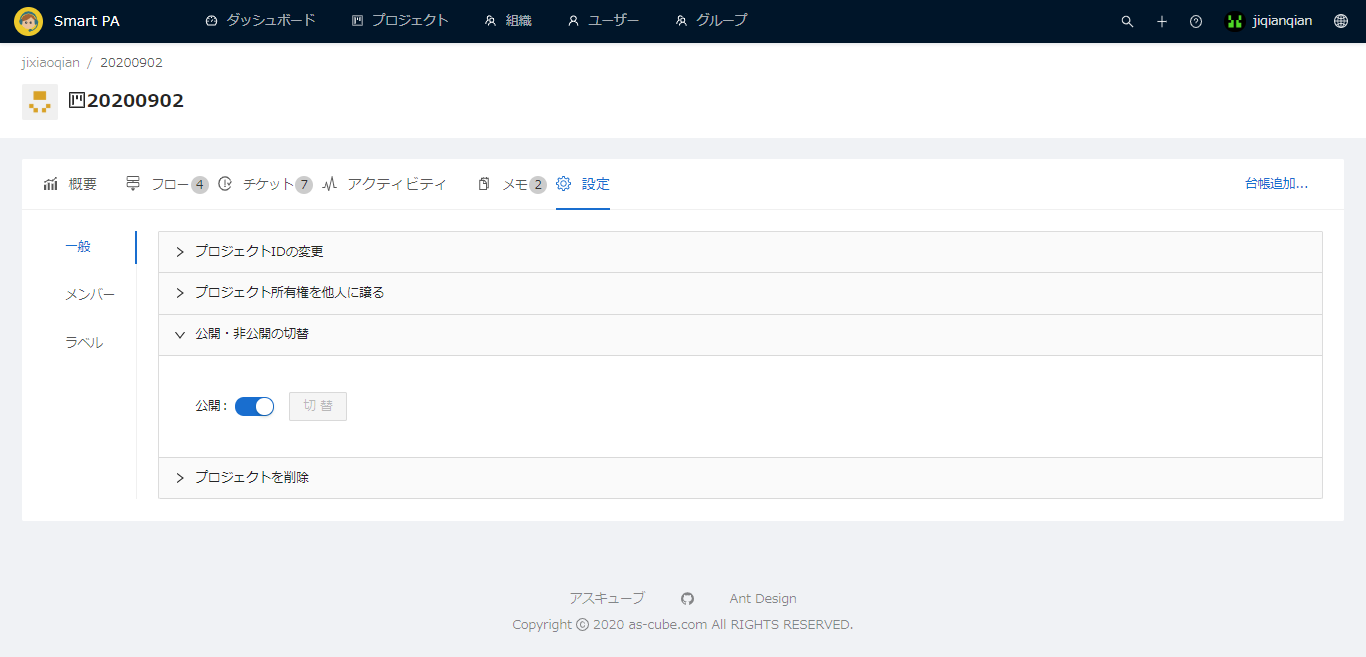 Smart PA ダッシュボード プロジェクト 組織 ユーザー グループ jiqianqian
jixiaoqian / 20200902
20200902
概要 フロー 4 チケット 7 アクティビティ メモ 2 設定 台帳追加...
一般
メンバー
ラベル
プロジェクトIDの変更
プロジェクト所有権を他人に譲る
公開・非公開の切替
公開: 切 替
プロジェクトを削除
アスキューブ Ant Design
Copyright © 2020 as-cube.com All RIGHTS RESERVED.